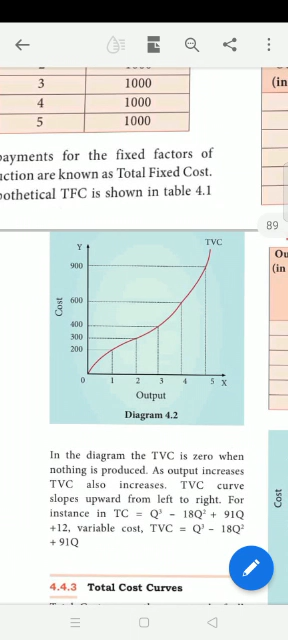 3 1000
4 1000
5 1000
payments for the fixed factors of
uction are known as Total Fixed Cost.
pothetical TFC is shown in table 4.1
(in
89
Ou
(in
TVC
Y
900
600
400
300
200
Cost
0 1 2 3 4 5 X
Output
Diagram 4.2
In the diagram the TVC is zero when
nothing is produced. As output increases
TVC also increases. TVC curve
slopes upward from left to right. For
instance in TC = Q³ − 18Q² + 91Q
+12, variable cost, TVC = Q³ − 18Q²
+ 91Q
Cost
4.4.3 Total Cost Curves